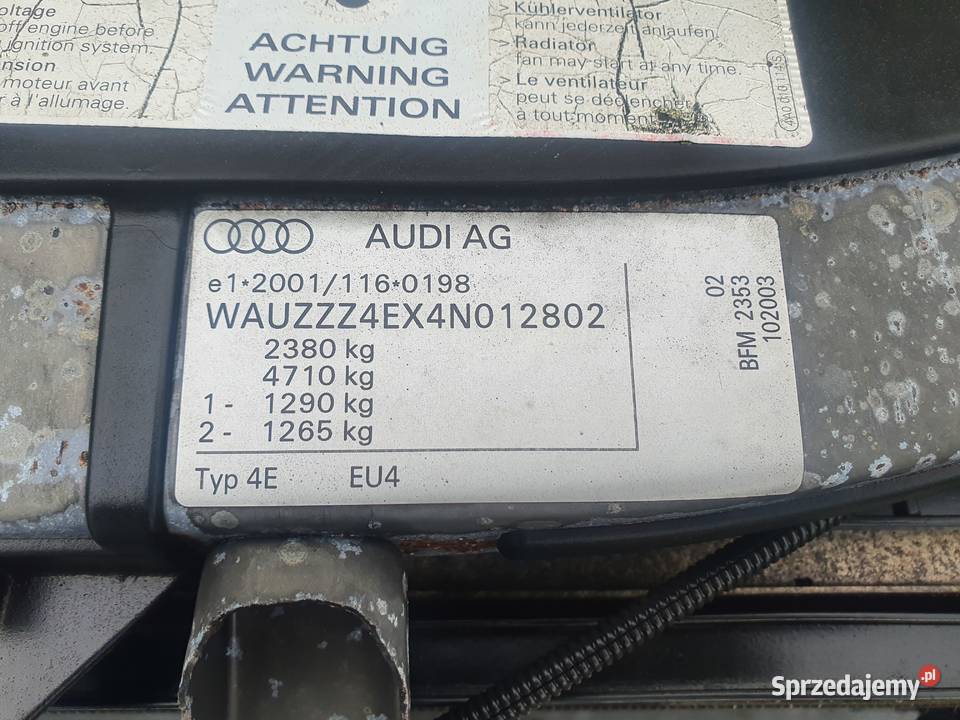 oltage
off engine before
ignition system.
nsion
moteur avant
r à l'allumage.
ACHTUNG
WARNING
ATTENTION
> Kühlerventilator
kann jederzeit anlaufen.
> Radiator
fan may start at any time.
> Le ventilateur
peut se déclencher
à tout moment
AUDI AG
e1*2001/116*0198
WAUZZZ4EX4N012802
2380 kg
4710 kg
1 - 1290 kg
2 - 1265 kg
Typ 4E EU4
02
BFM 2353
102003
Sprzedajemy.pl